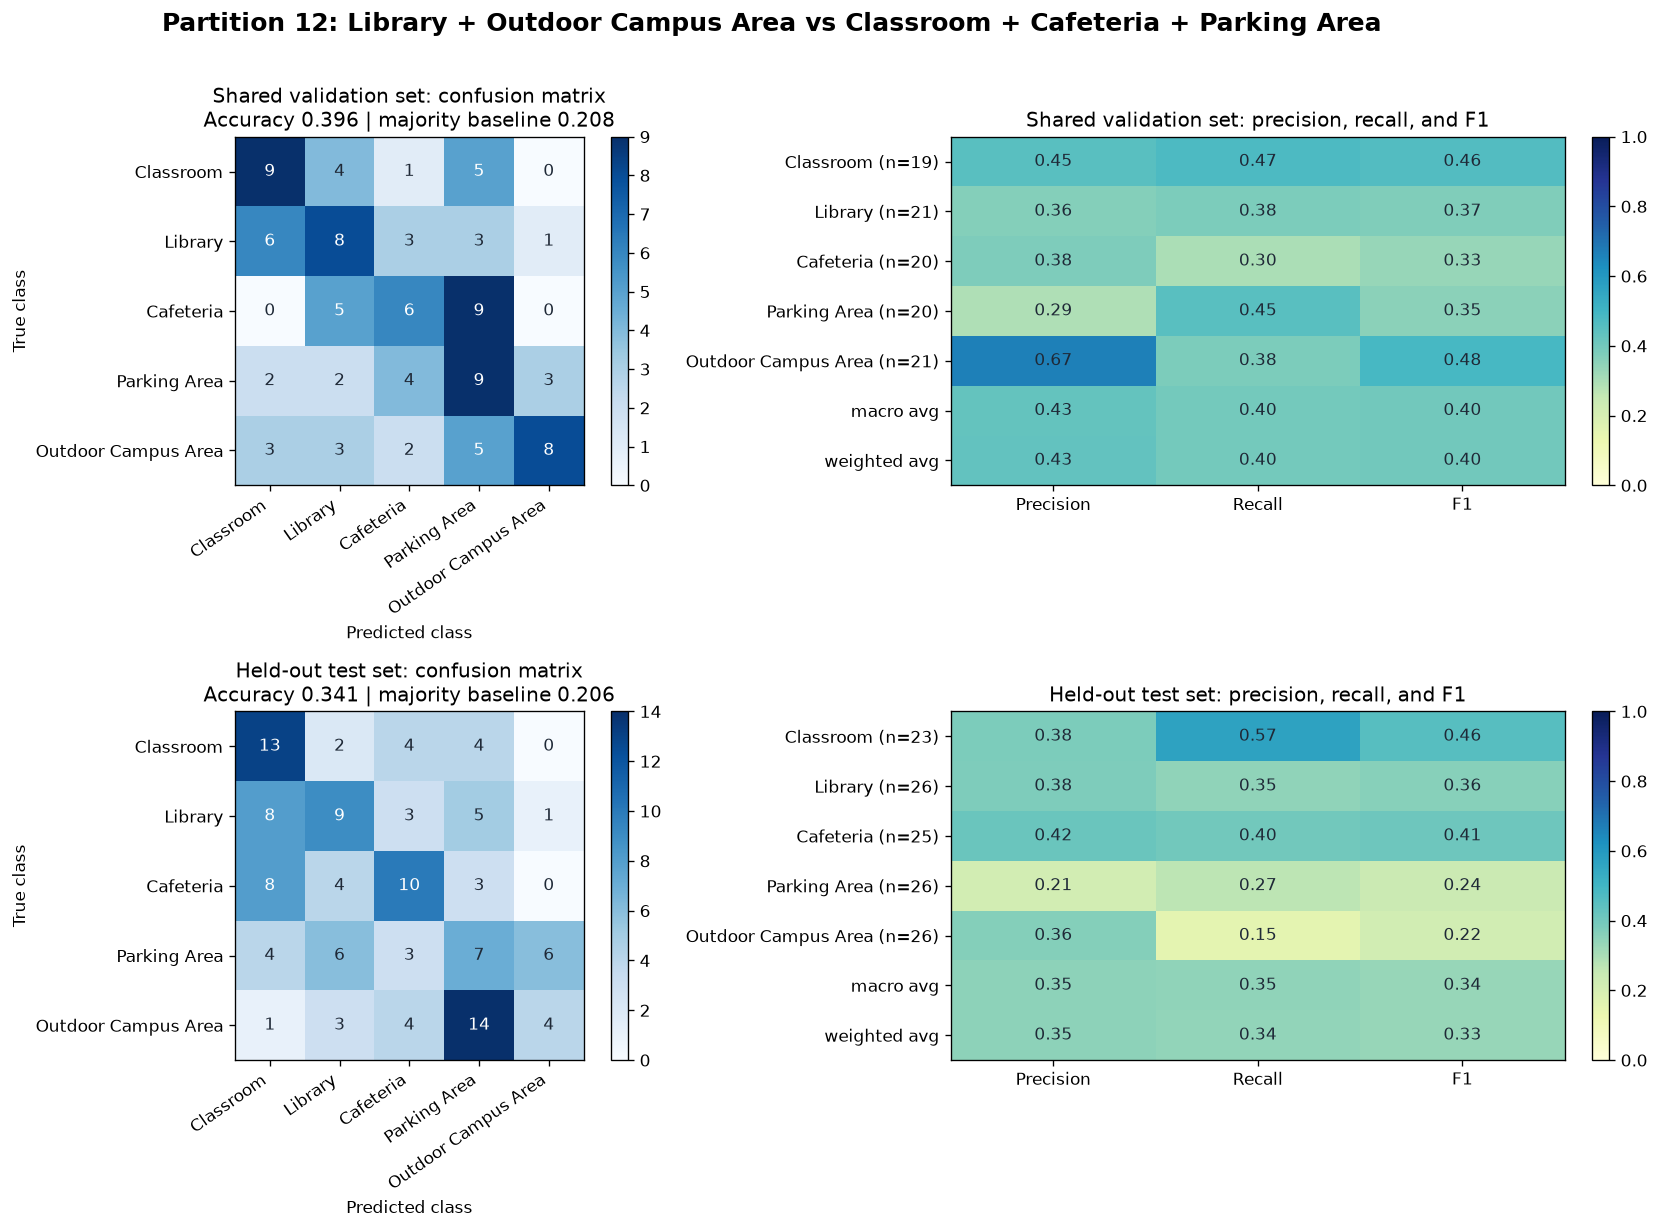 Partition 12: Library + Outdoor Campus Area vs Classroom + Cafeteria + Parking Area
Shared validation set: confusion matrix
Accuracy 0.396 | majority baseline 0.208
True class
Classroom 9 4 1 5 0
Library 6 8 3 3 1
Cafeteria 0 5 6 9 0
Parking Area 2 2 4 9 3
Outdoor Campus Area 3 3 2 5 8
Classroom Library Cafeteria Parking Area Outdoor Campus Area
Predicted class
9
8
7
6
5
4
3
2
1
0
Shared validation set: precision, recall, and F1
Classroom (n=19) 0.45 0.47 0.46
Library (n=21) 0.36 0.38 0.37
Cafeteria (n=20) 0.38 0.30 0.33
Parking Area (n=20) 0.29 0.45 0.35
Outdoor Campus Area (n=21) 0.67 0.38 0.48
macro avg 0.43 0.40 0.40
weighted avg 0.43 0.40 0.40
Precision Recall F1
1.0
0.8
0.6
0.4
0.2
0.0
Held-out test set: confusion matrix
Accuracy 0.341 | majority baseline 0.206
True class
Classroom 13 2 4 4 0
Library 8 9 3 5 1
Cafeteria 8 4 10 3 0
Parking Area 4 6 3 7 6
Outdoor Campus Area 1 3 4 14 4
Classroom Library Cafeteria Parking Area Outdoor Campus Area
Predicted class
14
12
10
8
6
4
2
0
Held-out test set: precision, recall, and F1
Classroom (n=23) 0.38 0.57 0.46
Library (n=26) 0.38 0.35 0.36
Cafeteria (n=25) 0.42 0.40 0.41
Parking Area (n=26) 0.21 0.27 0.24
Outdoor Campus Area (n=26) 0.36 0.15 0.22
macro avg 0.35 0.35 0.34
weighted avg 0.35 0.34 0.33
Precision Recall F1
1.0
0.8
0.6
0.4
0.2
0.0